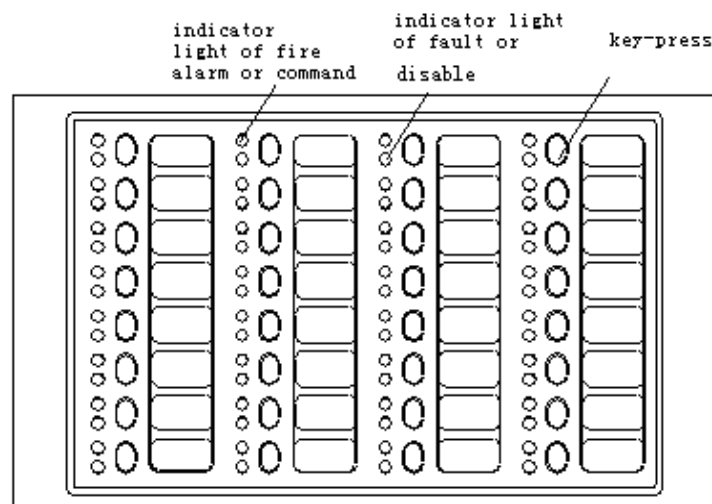 indicator
light of fire
alarm or command
indicator light
of fault or
disable
key-press